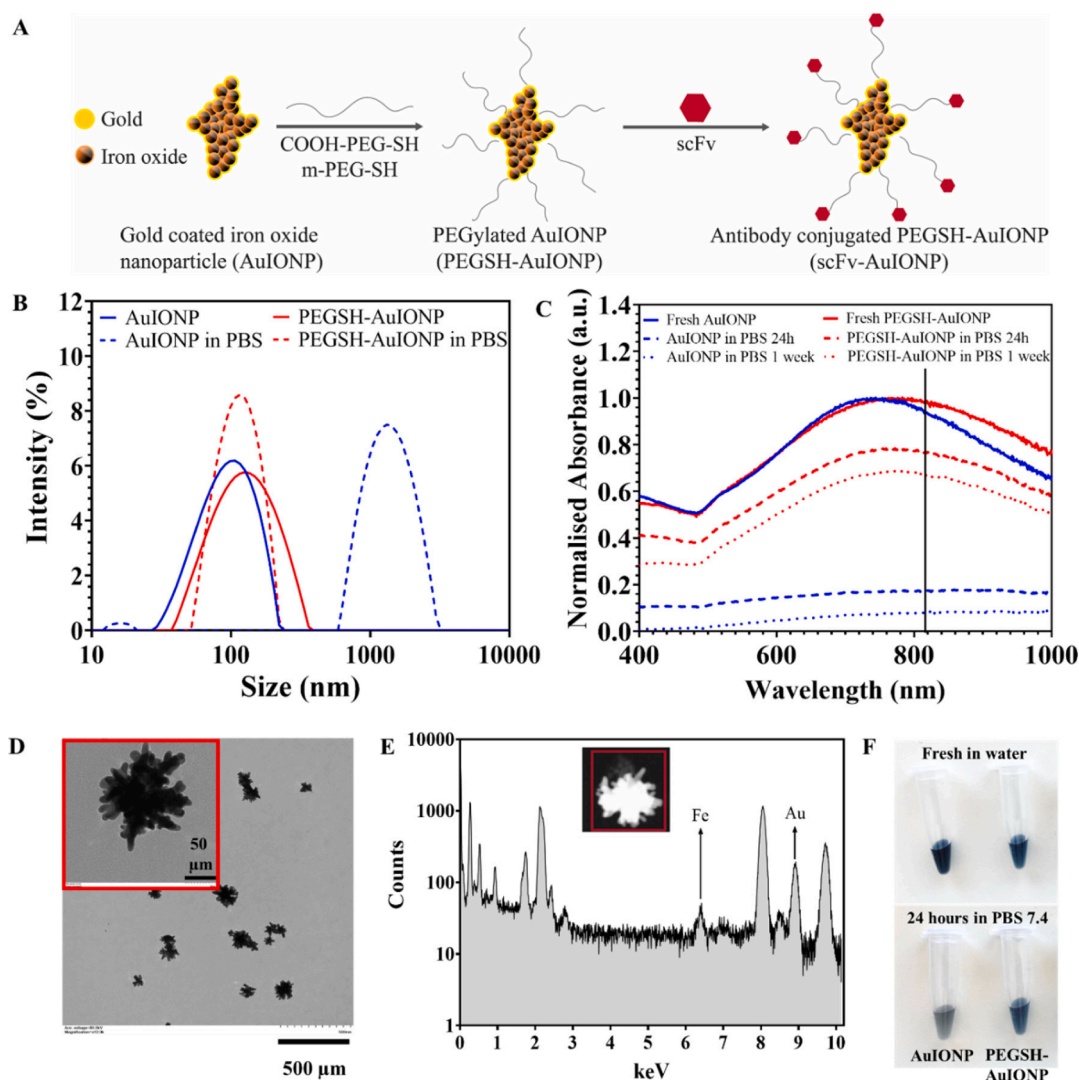 A
Gold
Iron oxide
COOH-PEG-SH
m-PEG-SH
scFv
Gold coated iron oxide
nanoparticle (AuIONP)
PEGylated AuIONP
(PEGSH-AuIONP)
Antibody conjugated PEGSH-AuIONP
(scFv-AuIONP)
B
12
10
8
6
4
2
0
Intensity (%)
AuIONP
PEGSH-AuIONP
AuIONP in PBS
PEGSH-AuIONP in PBS
10
100
1000
10000
Size (nm)
C
1.4
1.2
1.0
0.8
0.6
0.4
0.2
0.0
Normalised Absorbance (a.u.)
Fresh AuIONP
Fresh PEGSH-AuIONP
AuIONP in PBS 24h
PEGSH-AuIONP in PBS 24h
AuIONP in PBS 1 week
PEGSH-AuIONP in PBS 1 week
400
600
800
1000
Wavelength (nm)
D
50
µm
500 µm
E
10000
1000
100
10
1
Counts
Fe
Au
0 1 2 3 4 5 6 7 8 9 10
keV
F
Fresh in water
24 hours in PBS 7.4
AuIONP
PEGSH-
AuIONP